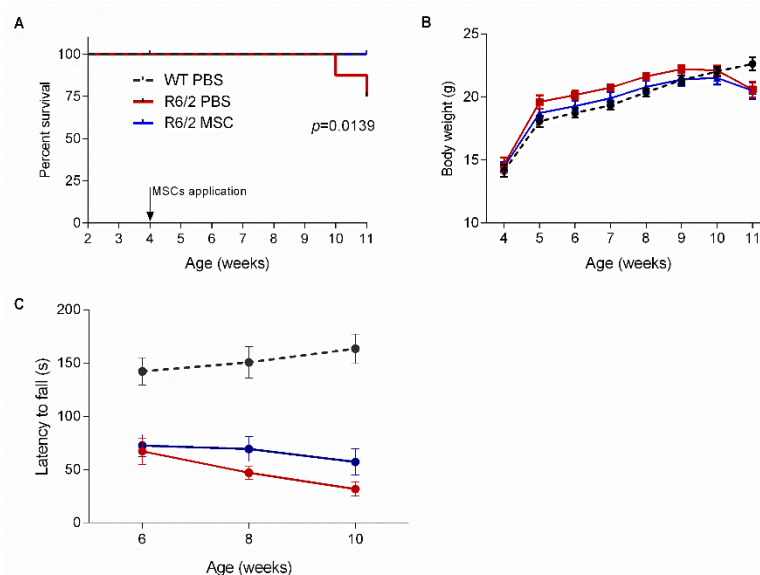 A
Percent survival
100
75
50
25
0
WT PBS
R6/2 PBS
R6/2 MSC
p=0.0139
MSCs application
2 3 4 5 6 7 8 9 10 11
Age (weeks)
B
Body weight (g)
25
20
15
10
4 5 6 7 8 9 10 11
Age (weeks)
C
Latency to fall (s)
200
150
100
50
0
6 8 10
Age (weeks)